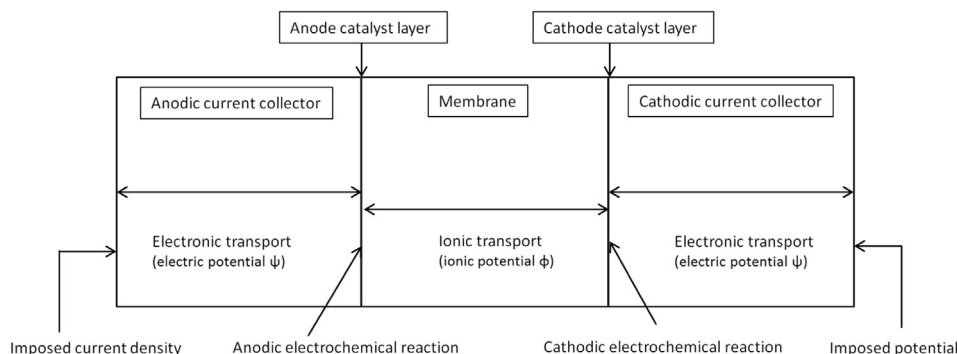 Anode catalyst layer
Cathode catalyst layer
Anodic current collector
Membrane
Cathodic current collector
Electronic transport
(electric potential ψ)
Ionic transport
(ionic potential ϕ)
Electronic transport
(electric potential ψ)
Imposed current density
Anodic electrochemical reaction
Cathodic electrochemical reaction
Imposed potential